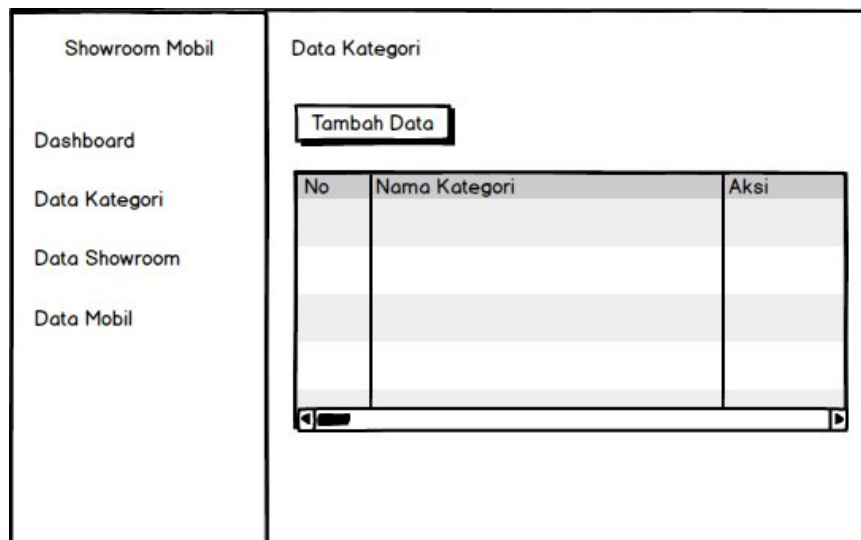 Showroom Mobil
Dashboard
Data Kategori
Data Showroom
Data Mobil
Data Kategori
Tambah Data
No Nama Kategori Aksi